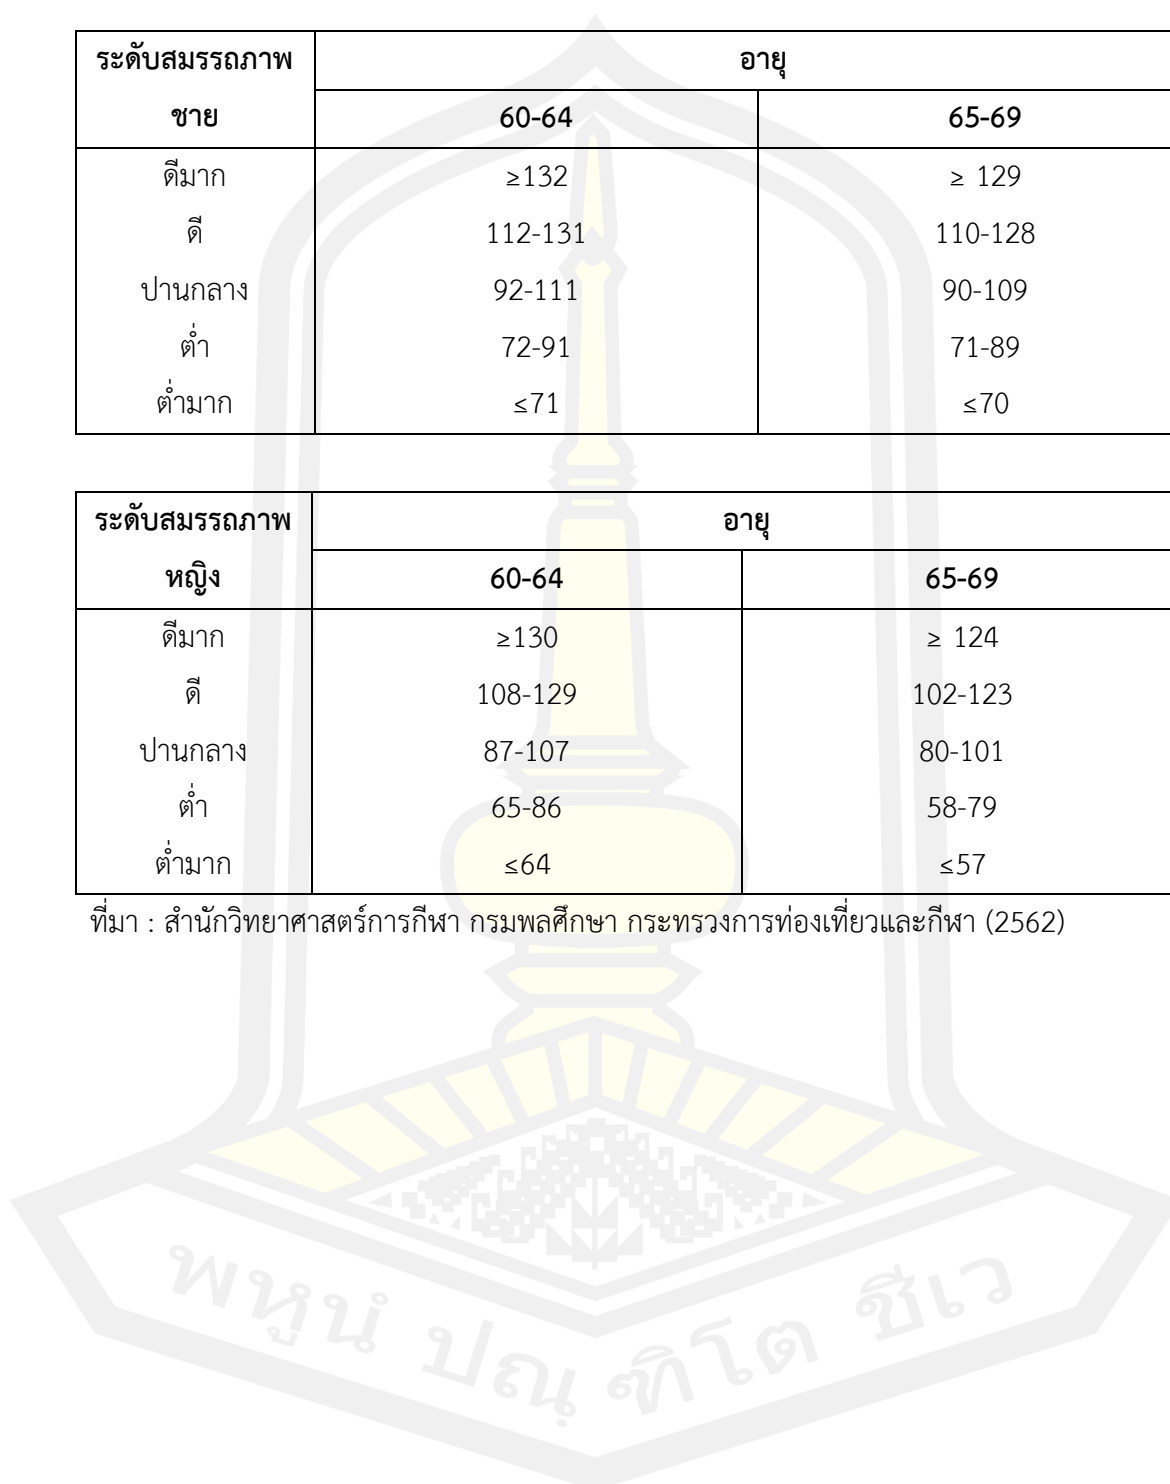 ระดับสมรรถภาพ อายุ
ชาย 60-64 65-69
ดีมาก ≥132 ≥ 129
ดี 112-131 110-128
ปานกลาง 92-111 90-109
ต่ำ 72-91 71-89
ต่ำมาก ≤71 ≤70
ระดับสมรรถภาพ อายุ
หญิง 60-64 65-69
ดีมาก ≥130 ≥ 124
ดี 108-129 102-123
ปานกลาง 87-107 80-101
ต่ำ 65-86 58-79
ต่ำมาก ≤64 ≤57
ที่มา : สำนักวิทยาศาสตร์การกีฬา กรมพลศึกษา กระทรวงการท่องเที่ยวและกีฬา (2562)
พหูนํ ปณฺฑิโต ชีเว